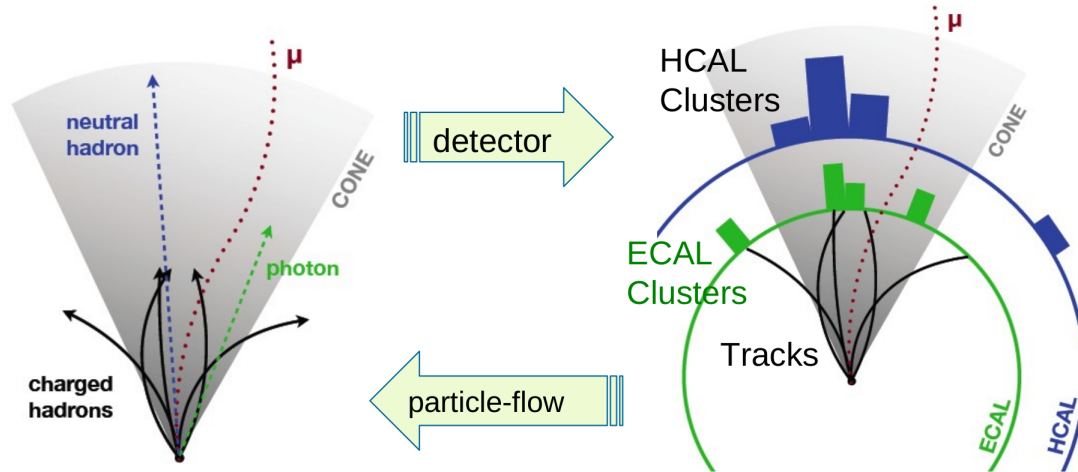 μ
neutral
hadron
CONE
photon
charged
hadrons
detector
particle-flow
μ
HCAL
Clusters
CONE
ECAL
Clusters
Tracks
ECAL
HCAL